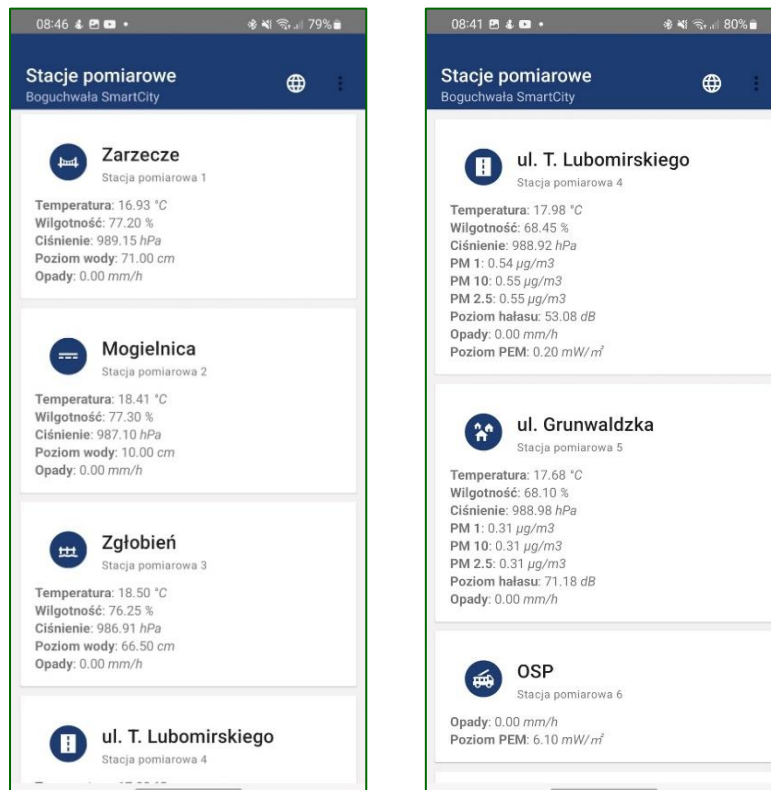 08:46
79%
Stacje pomiarowe
Boguchwała SmartCity
Zarzecze
Stacja pomiarowa 1
Temperatura: 16.93 °C
Wilgotność: 77.20 %
Ciśnienie: 989.15 hPa
Poziom wody: 71.00 cm
Opady: 0.00 mm/h
Mogielnica
Stacja pomiarowa 2
Temperatura: 18.41 °C
Wilgotność: 77.30 %
Ciśnienie: 987.10 hPa
Poziom wody: 10.00 cm
Opady: 0.00 mm/h
Zgłobień
Stacja pomiarowa 3
Temperatura: 18.50 °C
Wilgotność: 76.25 %
Ciśnienie: 986.91 hPa
Poziom wody: 66.50 cm
Opady: 0.00 mm/h
ul. T. Lubomirskiego
Stacja pomiarowa 4
08:41
80%
Stacje pomiarowe
Boguchwała SmartCity
ul. T. Lubomirskiego
Stacja pomiarowa 4
Temperatura: 17.98 °C
Wilgotność: 68.45 %
Ciśnienie: 988.92 hPa
PM 1: 0.54 µg/m3
PM 10: 0.55 µg/m3
PM 2.5: 0.55 µg/m3
Poziom hałasu: 53.08 dB
Opady: 0.00 mm/h
Poziom PEM: 0.20 mW/m²
ul. Grunwaldzka
Stacja pomiarowa 5
Temperatura: 17.68 °C
Wilgotność: 68.10 %
Ciśnienie: 988.98 hPa
PM 1: 0.31 µg/m3
PM 10: 0.31 µg/m3
PM 2.5: 0.31 µg/m3
Poziom hałasu: 71.18 dB
Opady: 0.00 mm/h
OSP
Stacja pomiarowa 6
Opady: 0.00 mm/h
Poziom PEM: 6.10 mW/m²